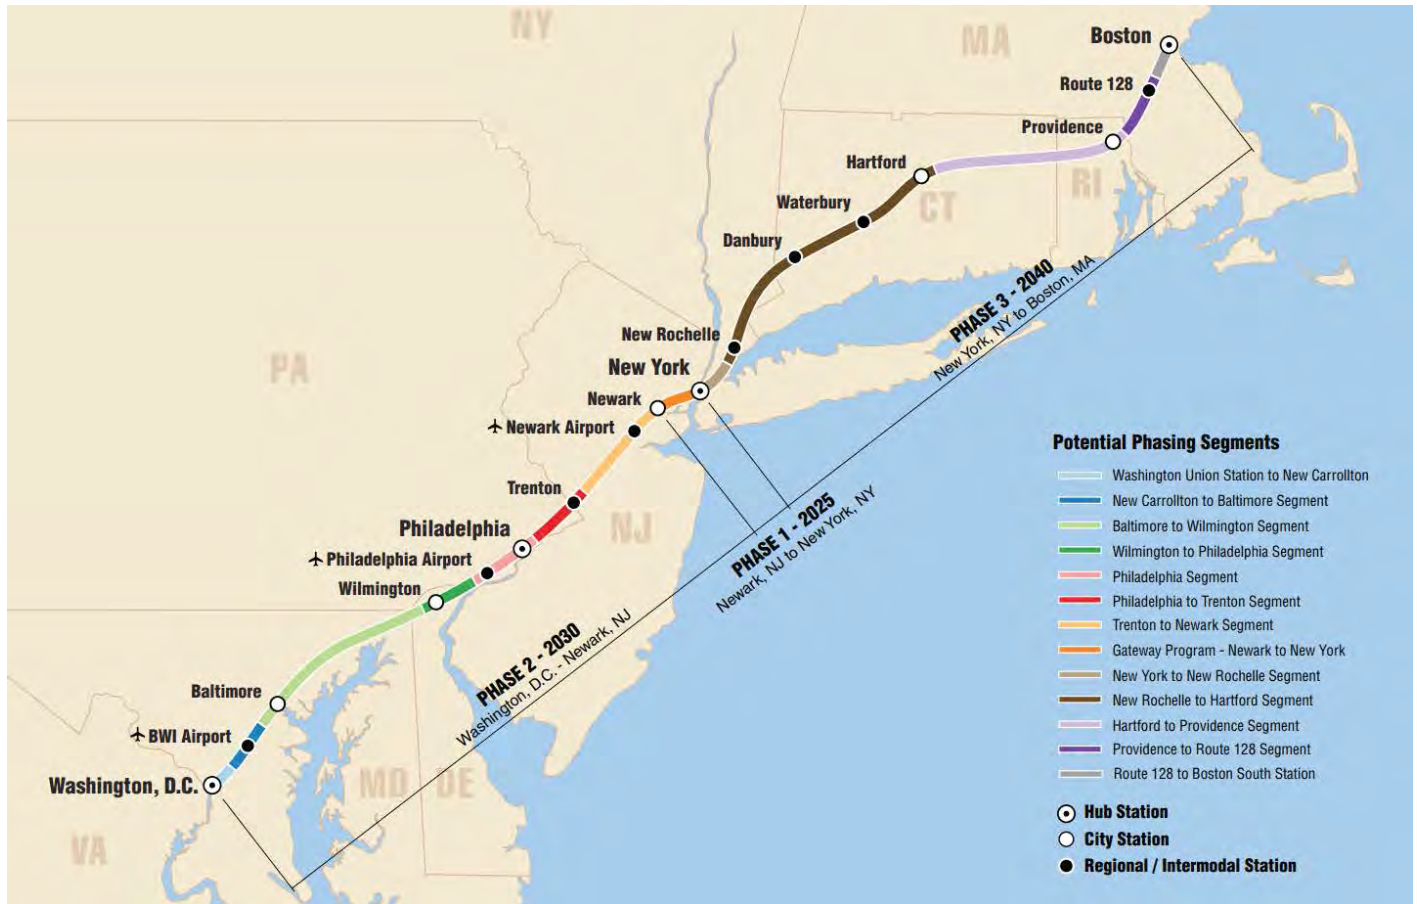 NY
MA
Boston
Route 128
Providence
Hartford
RI
CT
Waterbury
Danbury
PHASE 3 - 2040
New York, NY to Boston, MA
New Rochelle
New York
PA
Newark
Newark Airport
Trenton
PHASE 1 - 2025
Newark, NJ to New York, NY
NJ
Philadelphia
Philadelphia Airport
Wilmington
PHASE 2 - 2030
Washington, D.C. - Newark, NJ
Baltimore
BWI Airport
Washington, D.C.
MD
DE
VA
Potential Phasing Segments
Washington Union Station to New Carrollton
New Carrollton to Baltimore Segment
Baltimore to Wilmington Segment
Wilmington to Philadelphia Segment
Philadelphia Segment
Philadelphia to Trenton Segment
Trenton to Newark Segment
Gateway Program - Newark to New York
New York to New Rochelle Segment
New Rochelle to Hartford Segment
Hartford to Providence Segment
Providence to Route 128 Segment
Route 128 to Boston South Station
Hub Station
City Station
Regional / Intermodal Station